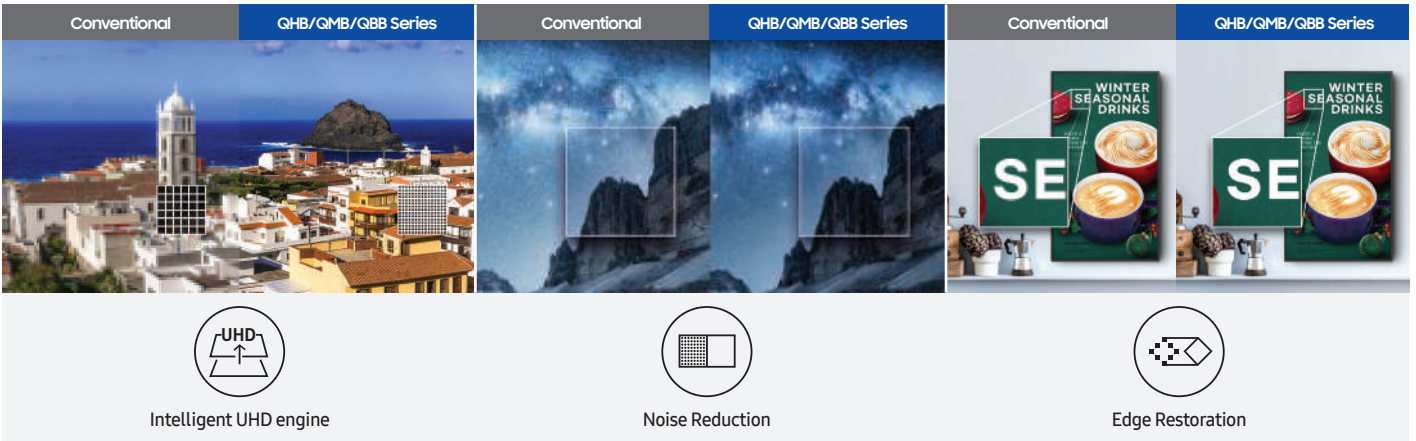 Conventional
QHB/QMB/QBB Series
Conventional
QHB/QMB/QBB Series
Conventional
QHB/QMB/QBB Series
WINTER
SEASONAL
DRINKS
SE
WINTER
SEASONAL
DRINKS
SE
UHD
Intelligent UHD engine
Noise Reduction
Edge Restoration